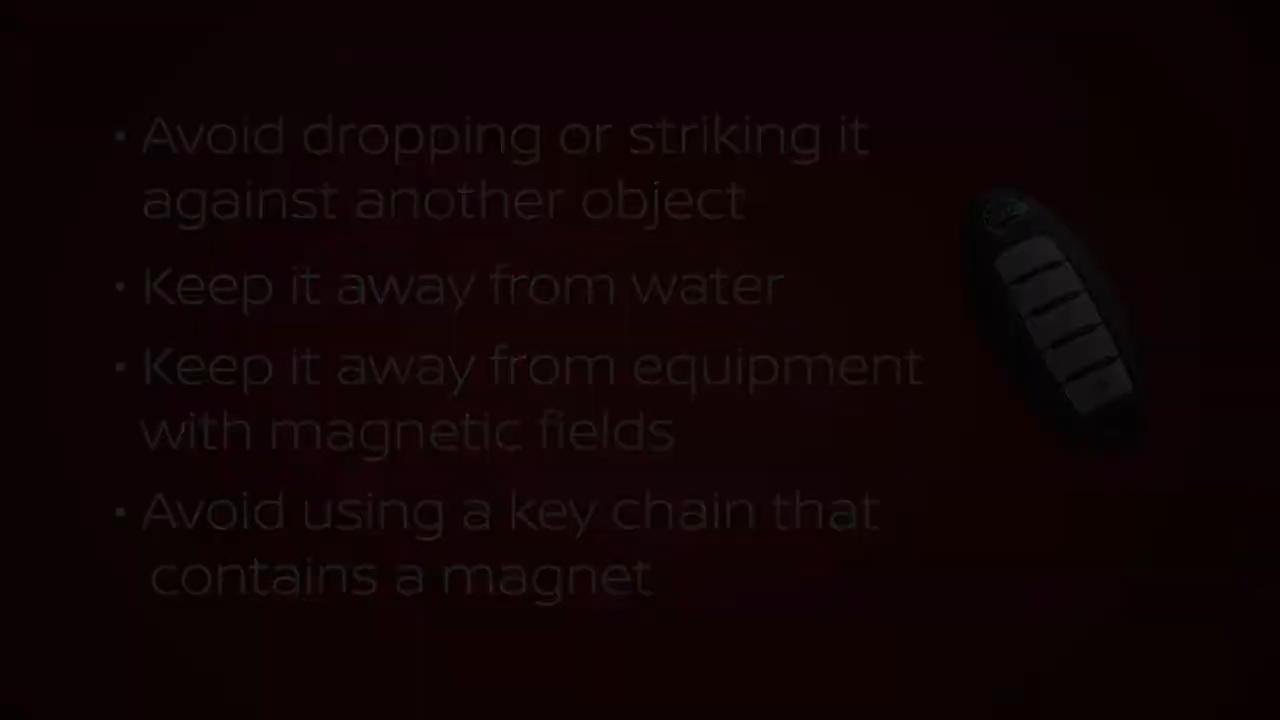 • Avoid dropping or striking it
against another object
• Keep it away from water
• Keep it away from equipment
with magnetic fields
• Avoid using a key chain that
contains a magnet